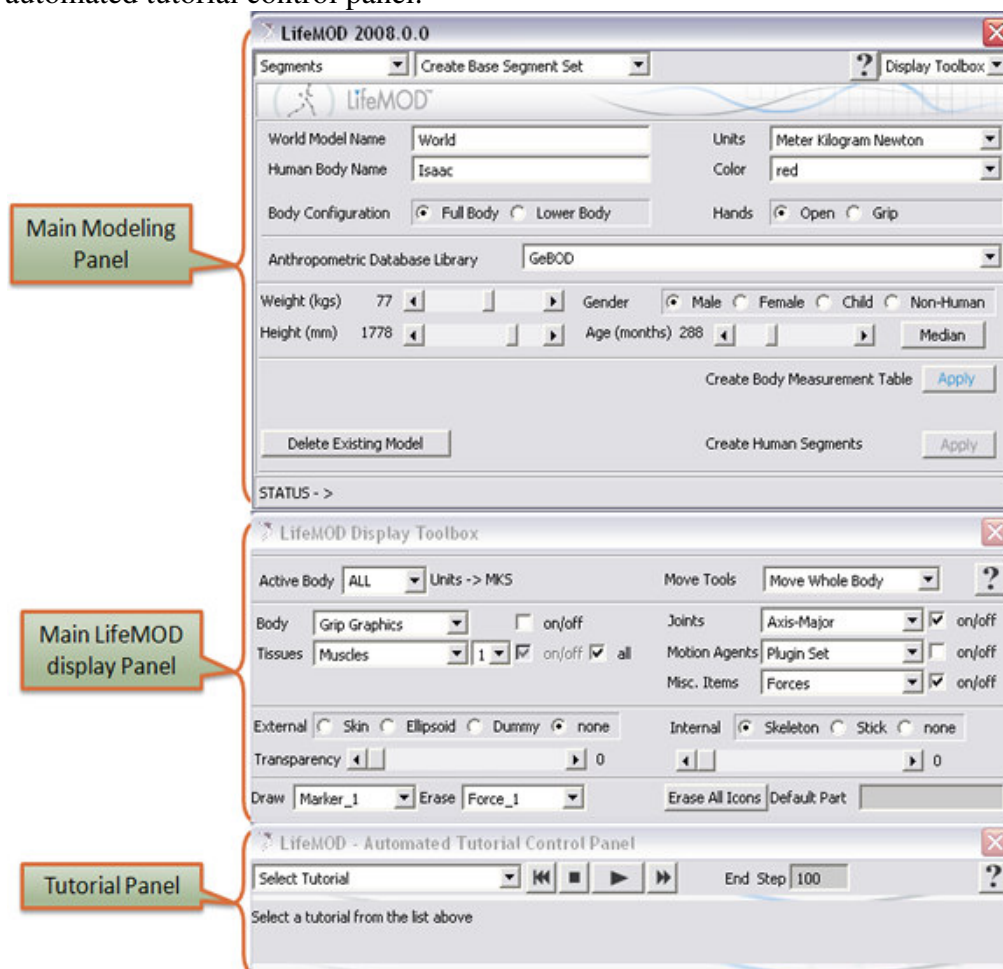 automated tutorial control panel.
LifeMOD 2008.0.0
Segments Create Base Segment Set ? Display Toolbox
LifeMOD™
World Model Name World Units Meter Kilogram Newton
Human Body Name Isaac Color red
Body Configuration Full Body Lower Body Hands Open Grip
Main Modeling
Panel
Anthropometric Database Library GeBOD
Weight (kgs) 77 Gender Male Female Child Non-Human
Height (mm) 1778 Age (months) 288 Median
Create Body Measurement Table Apply
Delete Existing Model Create Human Segments Apply
STATUS - >
LifeMOD Display Toolbox
Active Body ALL Units -> MKS Move Tools Move Whole Body ?
Main LifeMOD
display Panel
Body Grip Graphics on/off Joints Axis-Major on/off
Tissues Muscles 1 on/off all Motion Agents Plugin Set on/off
Misc. Items Forces on/off
External Skin Ellipsoid Dummy none Internal Skeleton Stick none
Transparency 0 0
Draw Marker_1 Erase Force_1 Erase All Icons Default Part
LifeMOD - Automated Tutorial Control Panel
Tutorial Panel
Select Tutorial End Step 100 ?
Select a tutorial from the list above